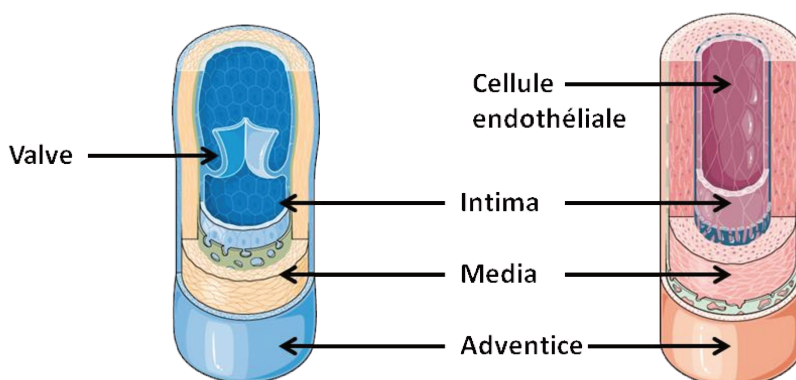 Cellule
endothéliale
Valve
Intima
Media
Adventice